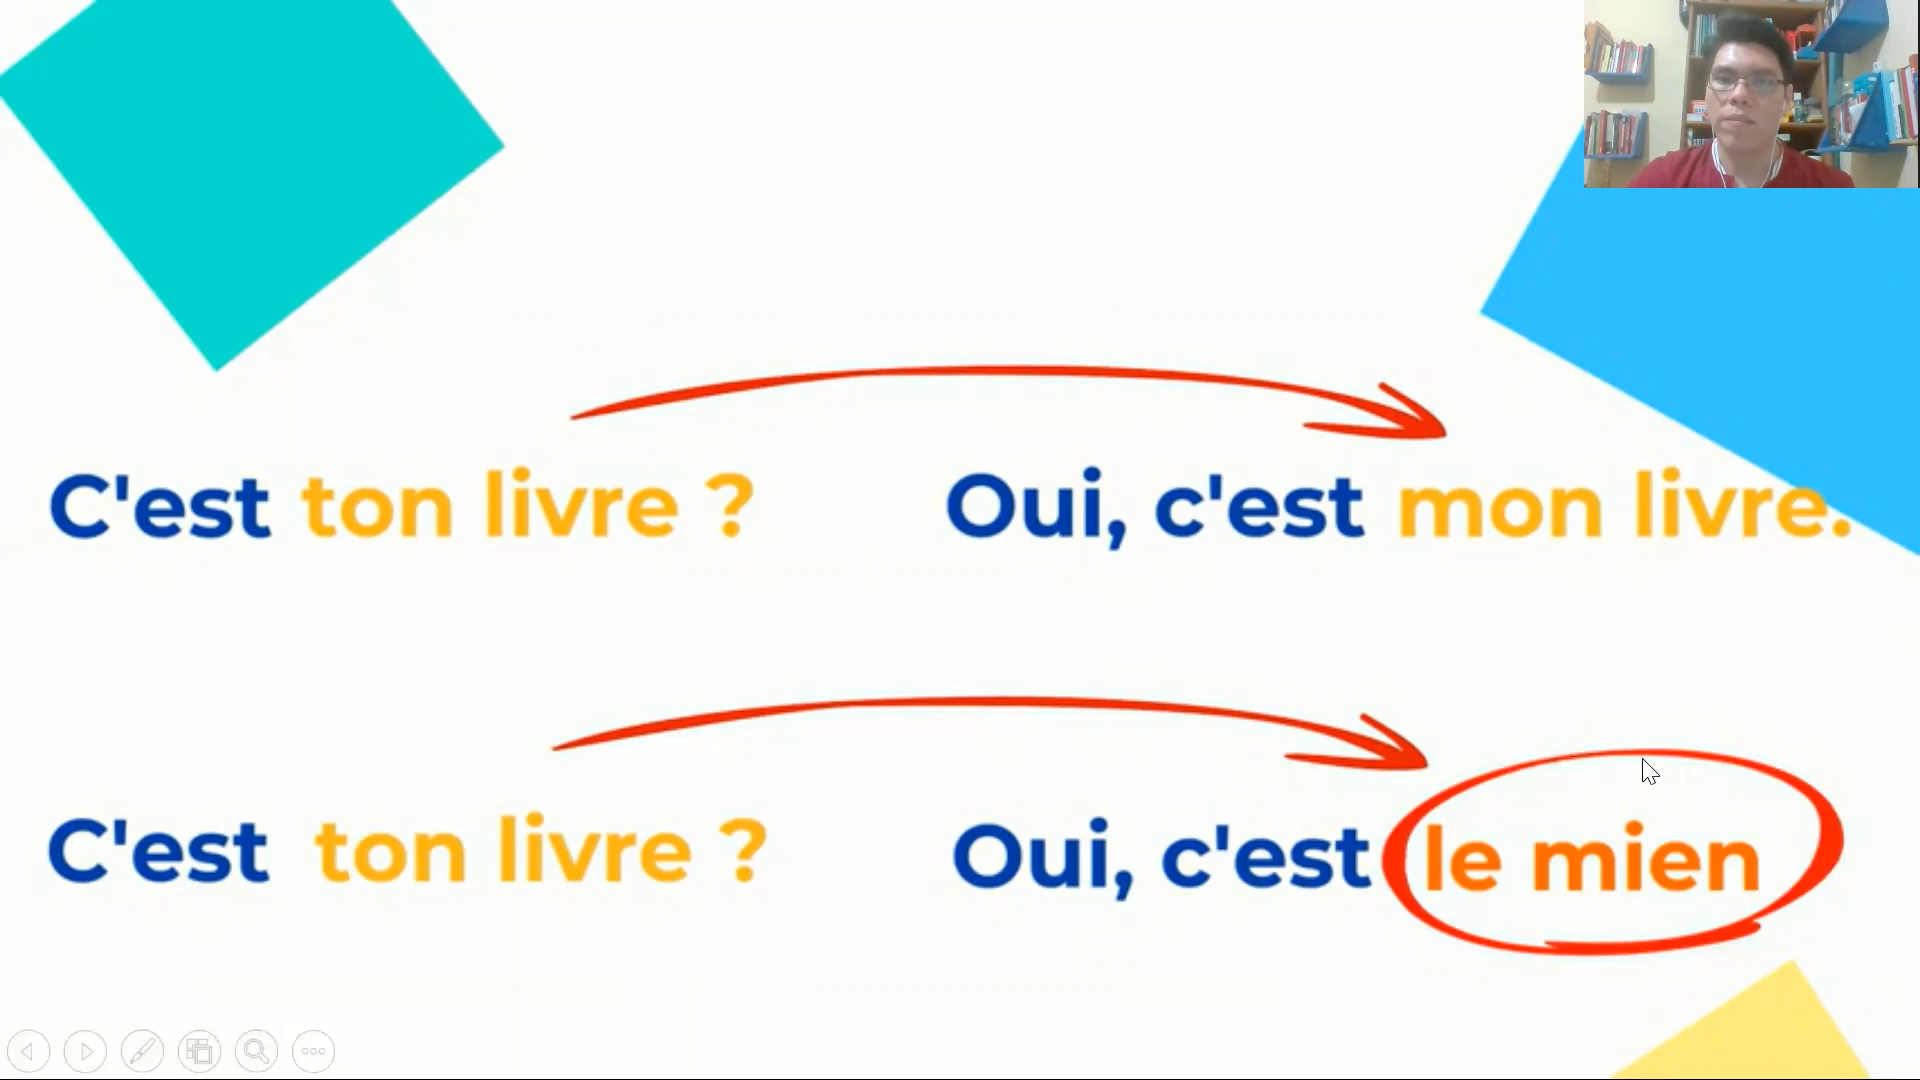 C'est ton livre ? Oui, c'est mon livre.
C'est ton livre ? Oui, c'est le mien